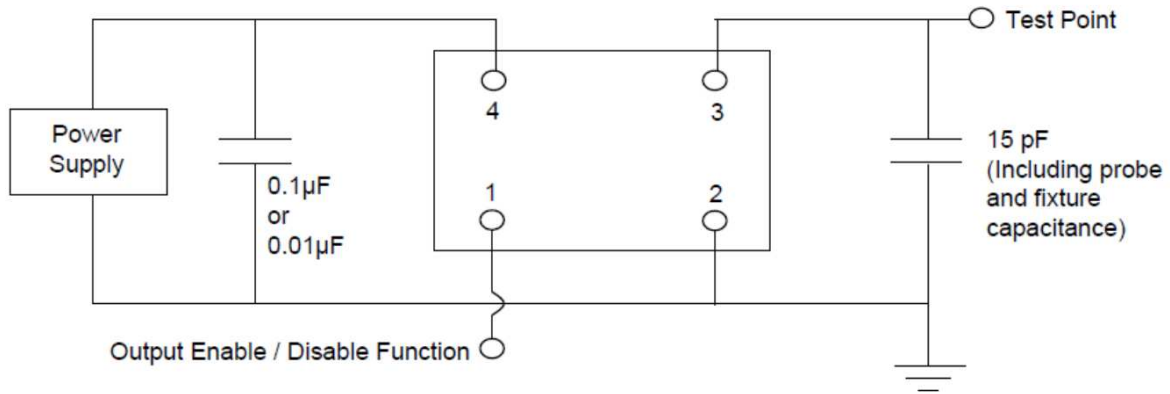 Test Point
4
3
Power
Supply
15 pF
(Including probe
and fixture
capacitance)
0.1µF
or
0.01µF
1
2
Output Enable / Disable Function